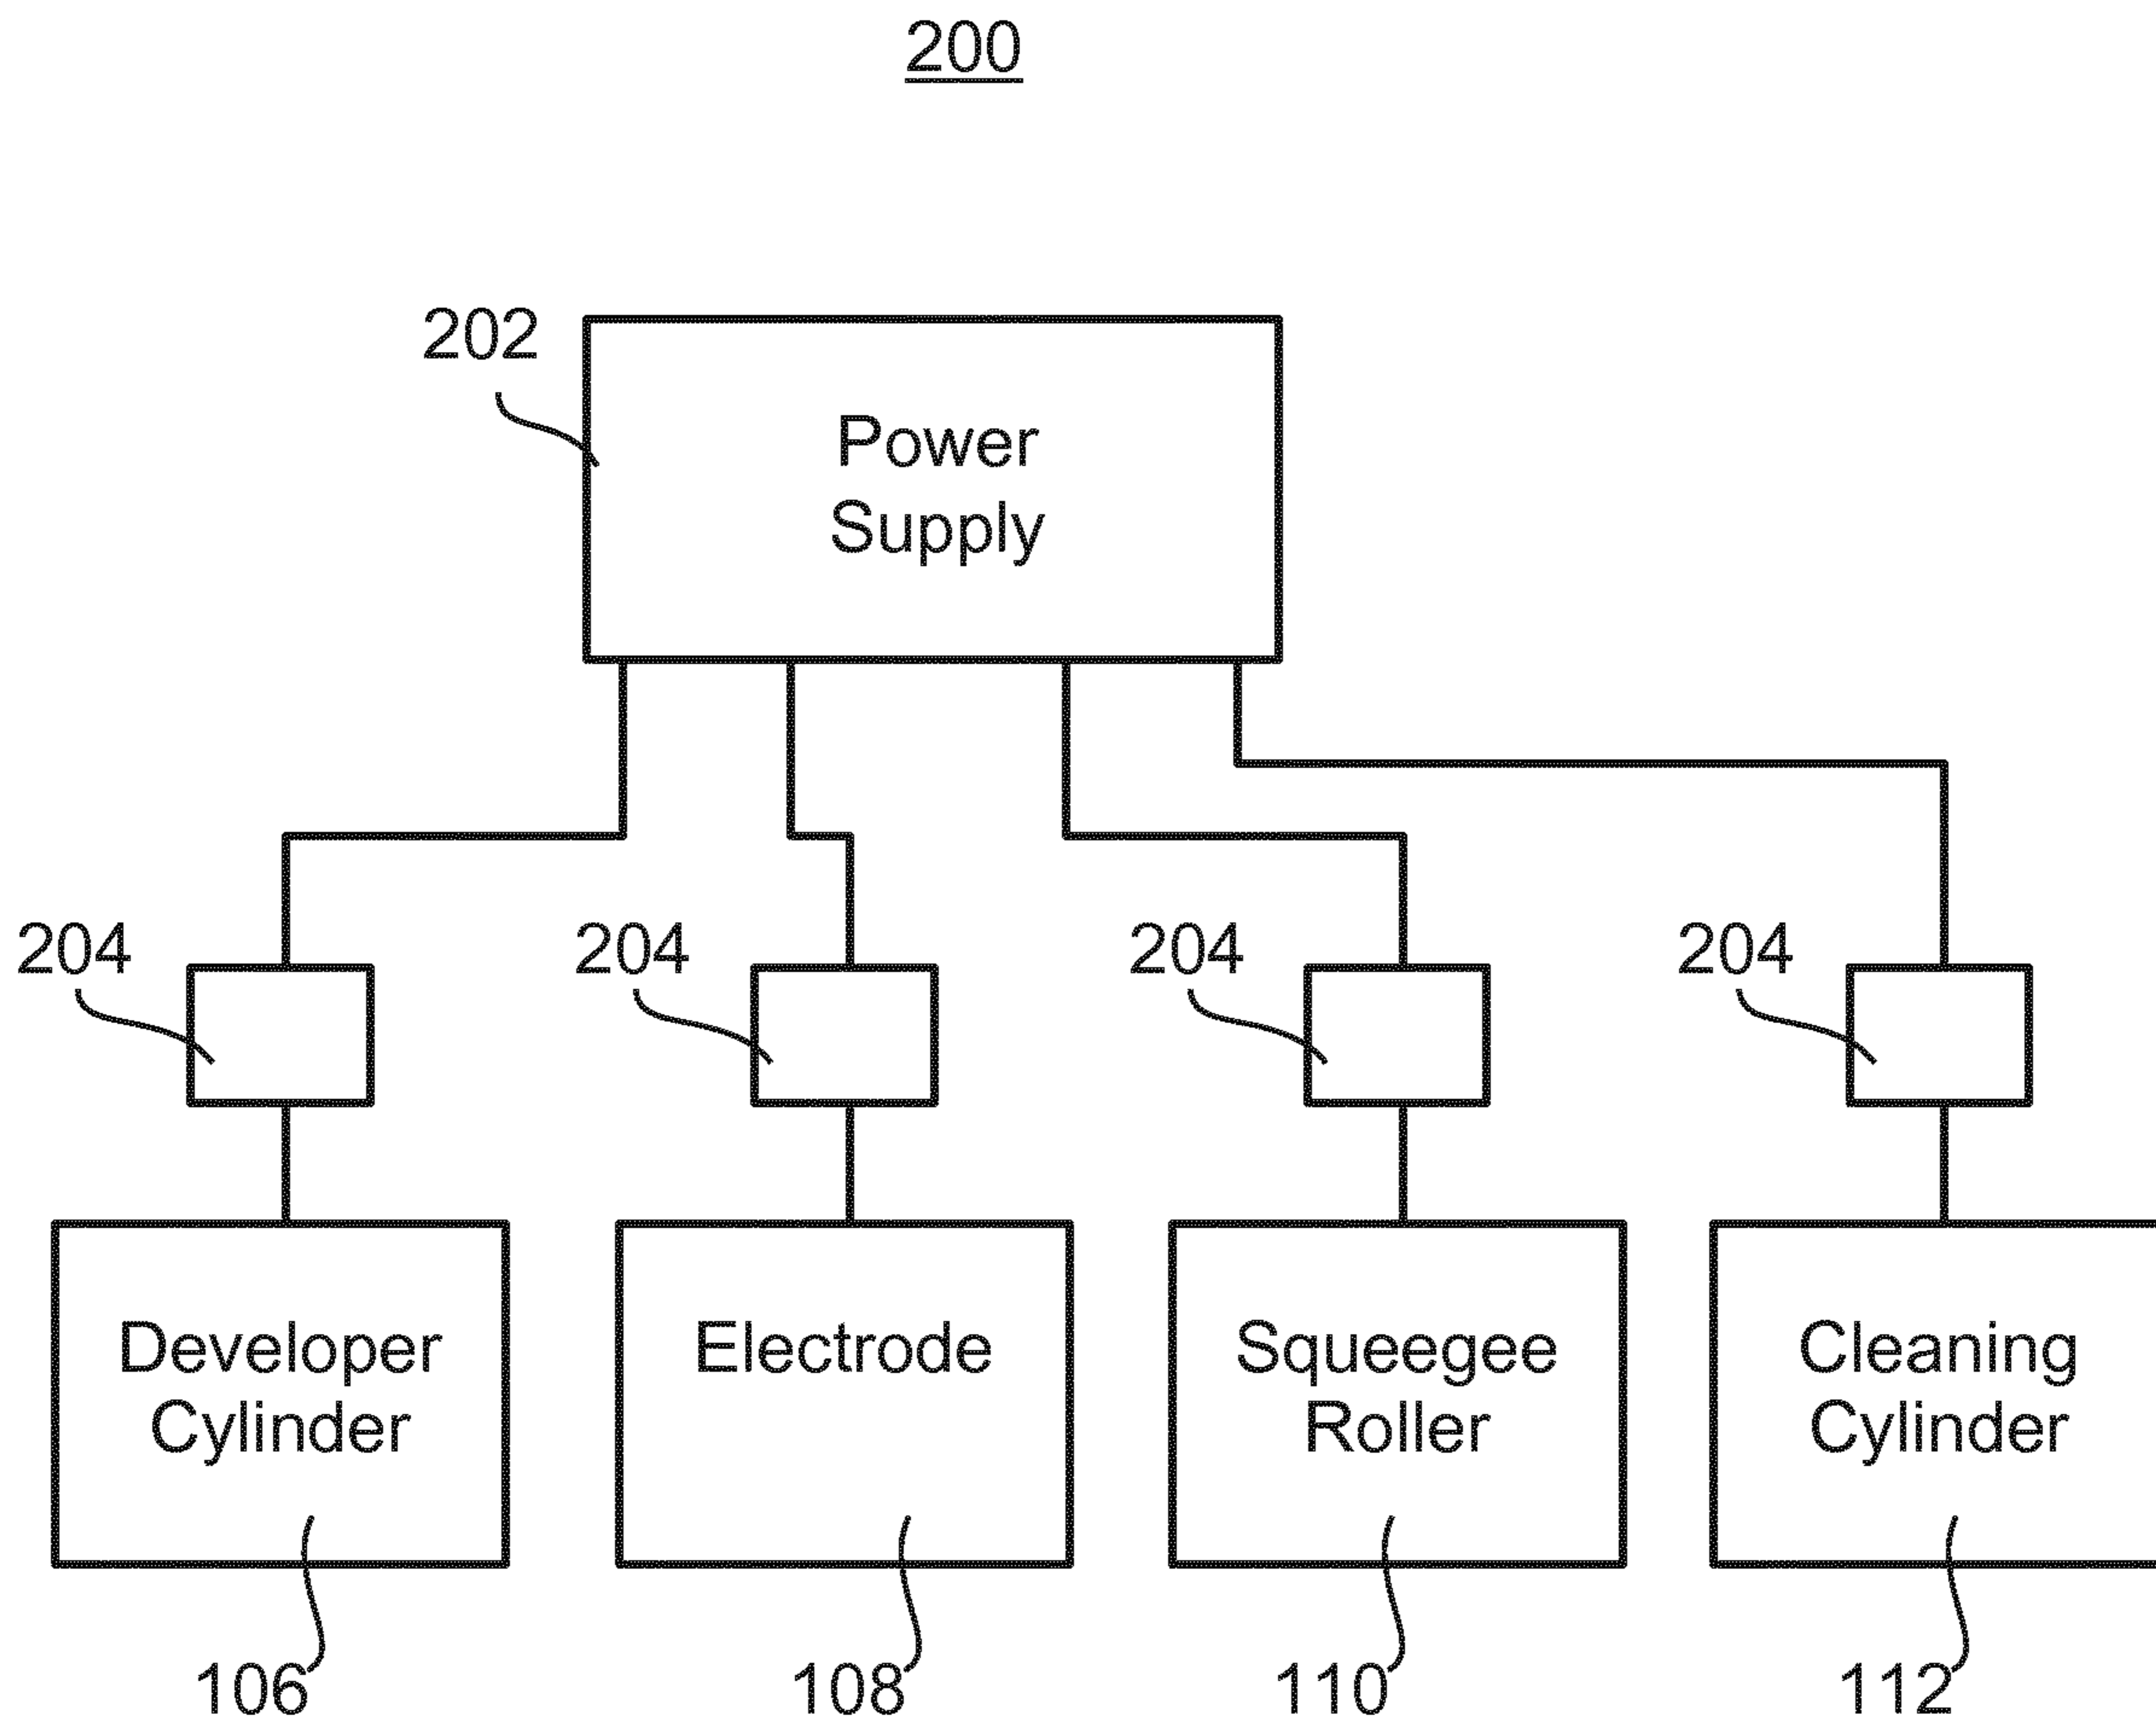 200
202
Power
Supply
204 204 204 204
Developer Electrode Squeegee Cleaning
Cylinder Roller Cylinder
106 108 110 112